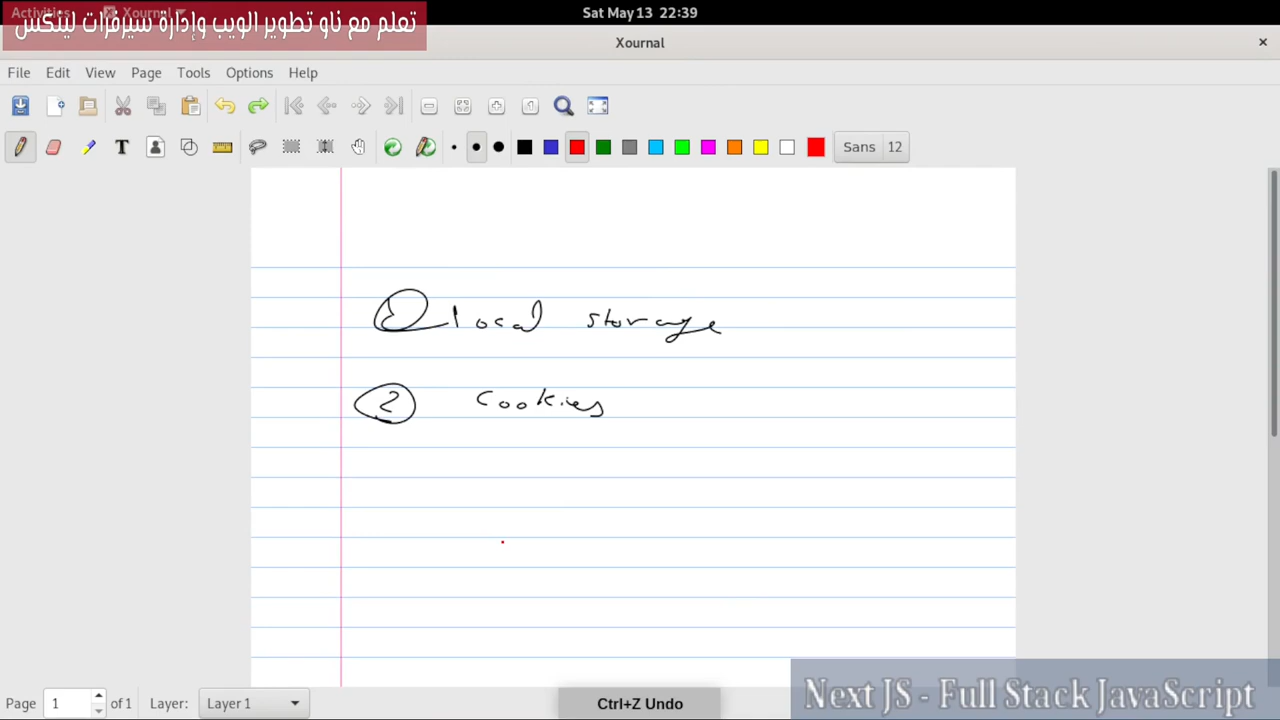 Activities Xournal Sat May 13 22:39
تعلم مع ناو تطوير الويب وإدارة سيرفرات لينكس
Xournal
File Edit View Page Tools Options Help
Sans 12
1 local storage
2 cookies
Page 1 of 1 Layer: Layer 1
Ctrl+Z Undo
Next JS - Full Stack JavaScript